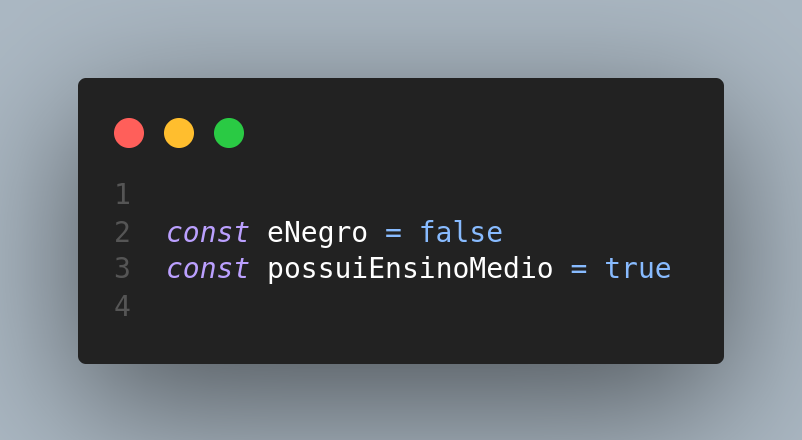 1
2 const eNegro = false
3 const possuiEnsinoMedio = true
4